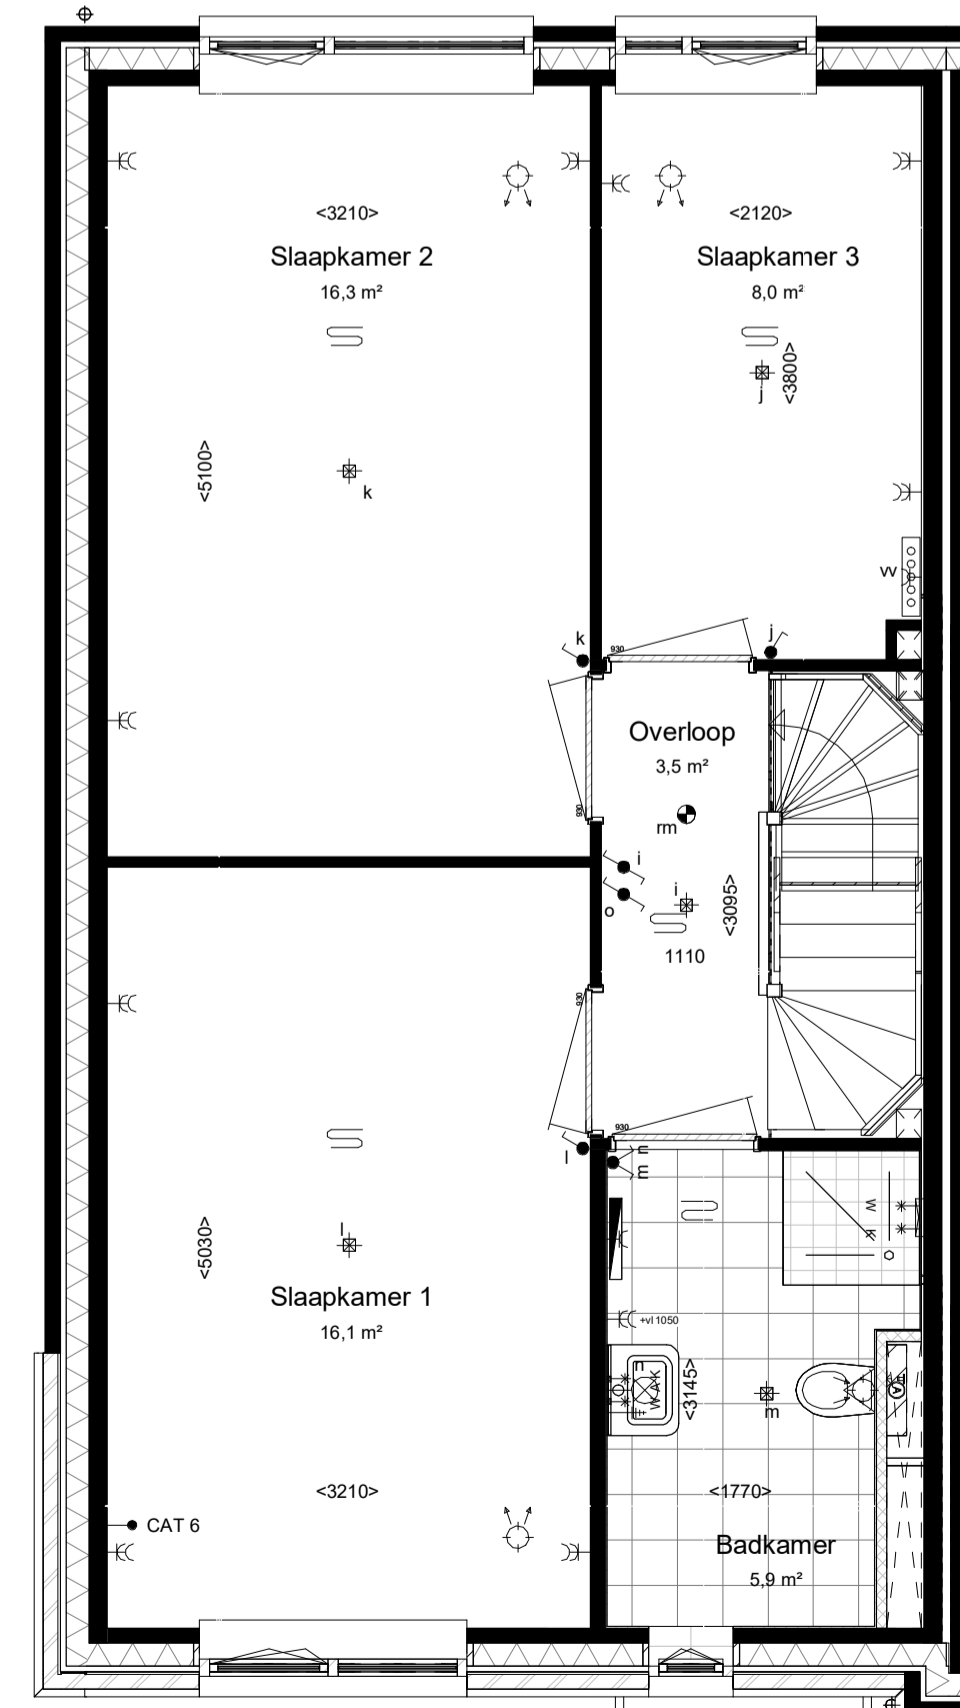 <3210>
Slaapkamer 2
16,3 m²
<5100>
k
k
<2120>
Slaapkamer 3
8,0 m²
<3800>
j
vv
j
930
930
Overloop
3,5 m²
rm
i
o
i
<3095>
1110
930
930
l
n
m
l
<5030>
Slaapkamer 1
16,1 m²
<3210>
CAT 6
W K
+vl 1050
n
W A K
<3145>
m
<1770>
Badkamer
5,9 m²